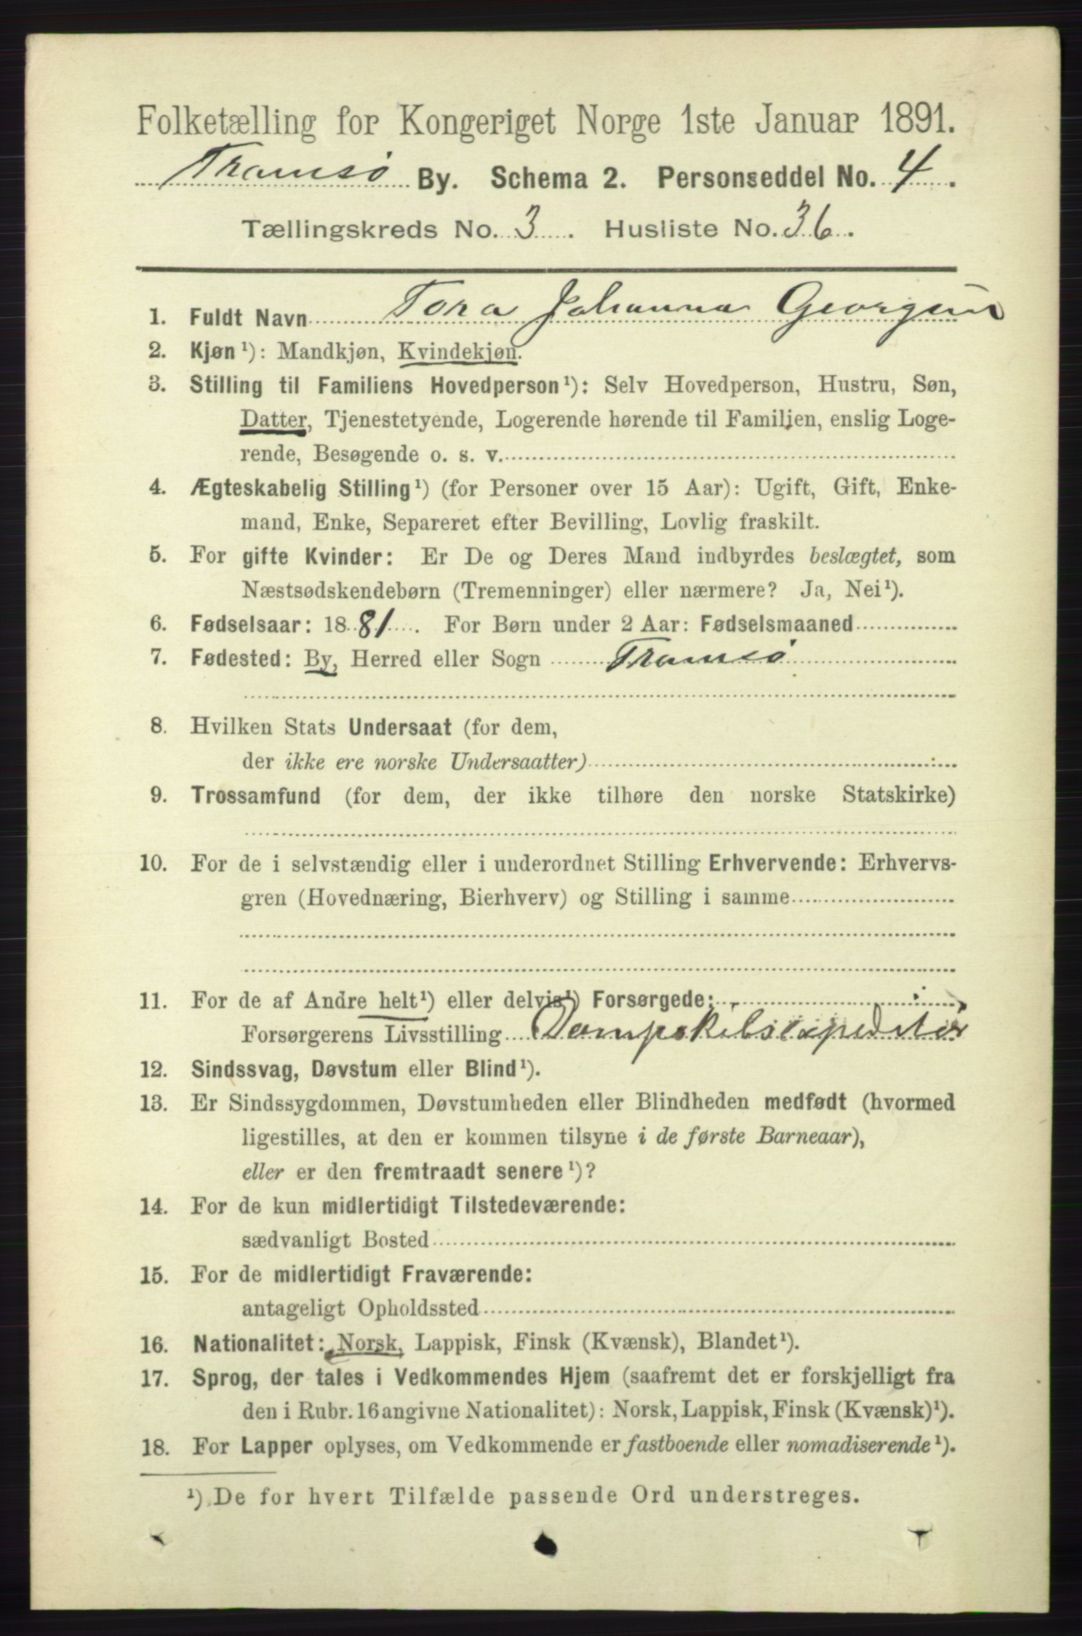 Folketælling for Kongeriget Norge 1ste Januar 1891.
Tromsø By. Schema 2. Personseddel No. 4.
Tællingskreds No. 3. Husliste No. 36.
1. Fuldt Navn Tora Johanna Georgsen
2. Kjøn¹): Mandkjøn, Kvindekjøn.
3. Stilling til Familiens Hovedperson¹): Selv Hovedperson, Hustru, Søn,
Datter, Tjenestetyende, Logerende hørende til Familien, enslig Loge-
rende, Besøgende o. s. v.
4. Ægteskabelig Stilling¹) (for Personer over 15 Aar): Ugift, Gift, Enke-
mand, Enke, Separeret efter Bevilling, Lovlig fraskilt.
5. For gifte Kvinder: Er De og Deres Mand indbyrdes beslægtet, som
Næstsødskendebørn (Tremenninger) eller nærmere? Ja, Nei¹).
6. Fødselsaar: 1881. For Børn under 2 Aar: Fødselsmaaned
7. Fødested: By, Herred eller Sogn Tromsø
8. Hvilken Stats Undersaat (for dem,
der ikke ere norske Undersaatter)
9. Trossamfund (for dem, der ikke tilhøre den norske Statskirke)
10. For de i selvstændig eller i underordnet Stilling Erhvervende: Erhvervs-
gren (Hovednæring, Bierhverv) og Stilling i samme
11. For de af Andre helt¹) eller delvis¹) Forsørgede:
Forsørgerens Livsstilling Dampskibsexpeditør
12. Sindssvag, Døvstum eller Blind¹).
13. Er Sindssygdommen, Døvstumheden eller Blindheden medfødt (hvormed
ligestilles, at den er kommen tilsyne i de første Barneaar),
eller er den fremtraadt senere¹)?
14. For de kun midlertidigt Tilstedeværende:
sædvanligt Bosted
15. For de midlertidigt Fraværende:
antageligt Opholdssted
16. Nationalitet: Norsk, Lappisk, Finsk (Kvænsk), Blandet¹).
17. Sprog, der tales i Vedkommendes Hjem (saafremt det er forskjelligt fra
den i Rubr. 16 angivne Nationalitet): Norsk, Lappisk, Finsk (Kvænsk)¹).
18. For Lapper oplyses, om Vedkommende er fastboende eller nomadiserende¹).
¹) De for hvert Tilfælde passende Ord understreges.